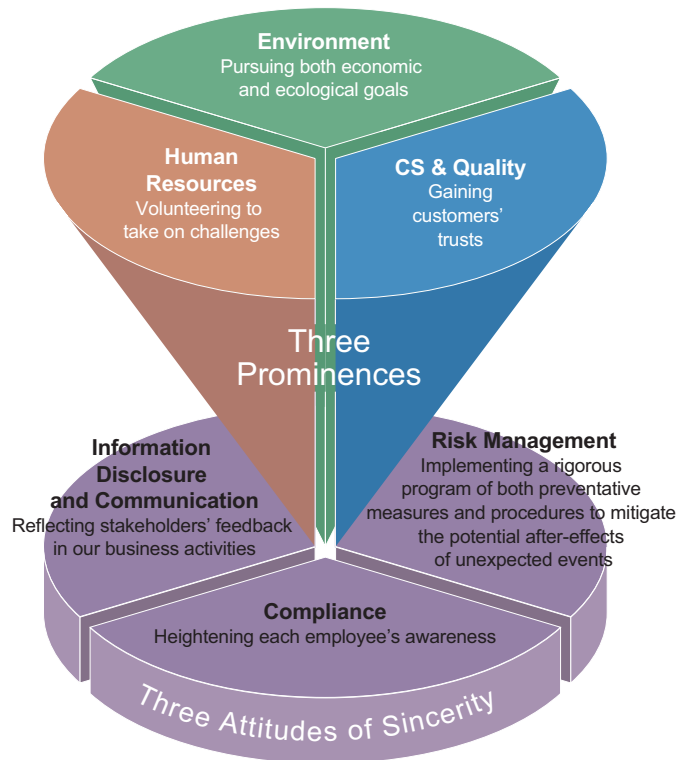 Environment
Pursuing both economic
and ecological goals
Human
Resources
Volunteering to
take on challenges
CS & Quality
Gaining
customers’
trusts
Three
Prominences
Information
Disclosure
and Communication
Reflecting stakeholders’ feedback
in our business activities
Risk Management
Implementing a rigorous
program of both preventative
measures and procedures to mitigate
the potential after-effects
of unexpected events
Compliance
Heightening each employee’s awareness
Three Attitudes of Sincerity